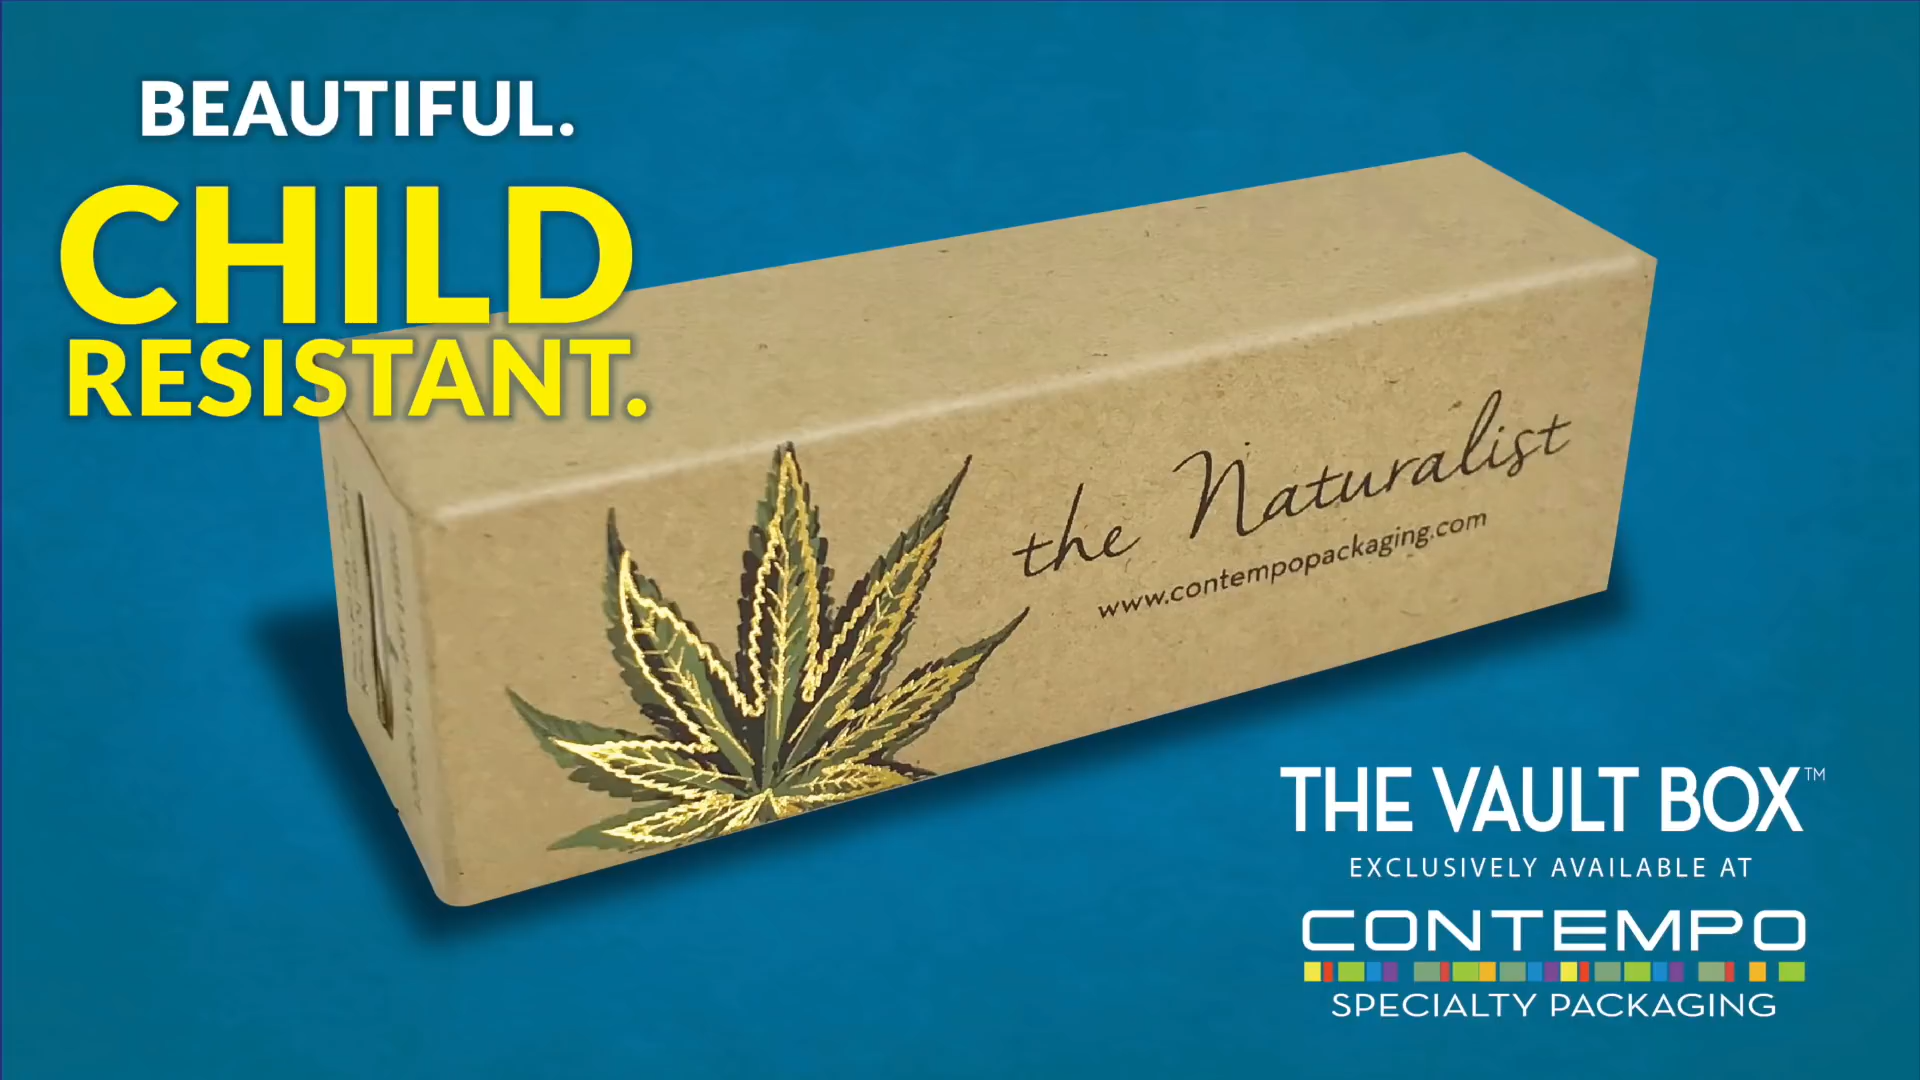 BEAUTIFUL.
CHILD
RESISTANT.
the Naturalist
www.contempopackaging.com
THE VAULT BOX™
EXCLUSIVELY AVAILABLE AT
CONTEMPO
SPECIALTY PACKAGING